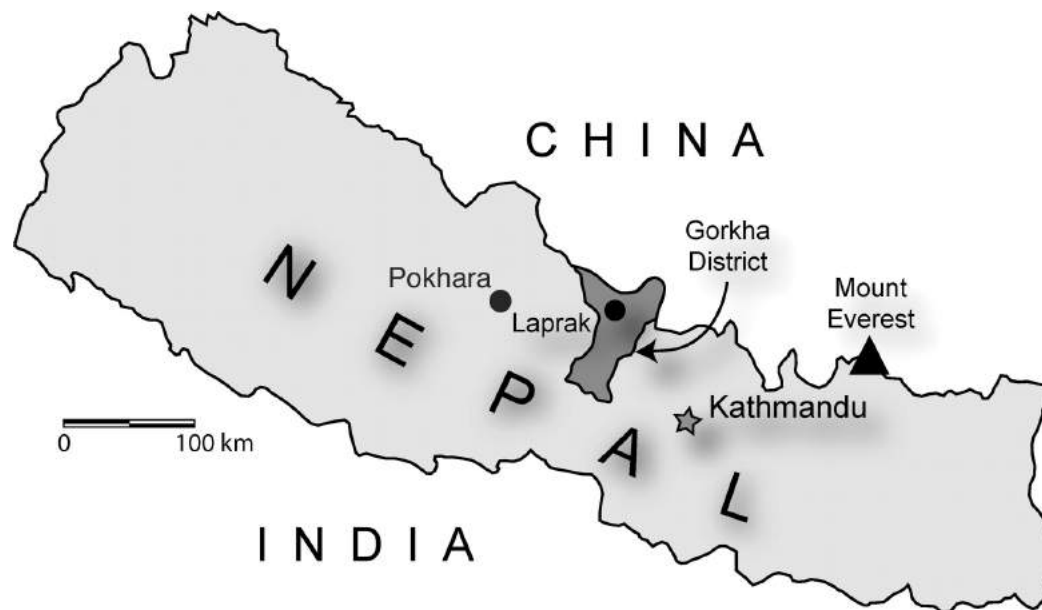 CHINA
Gorkha
District
Mount
Everest
Pokhara
Laprak
NEPAL
Kathmandu
0 100 km
INDIA